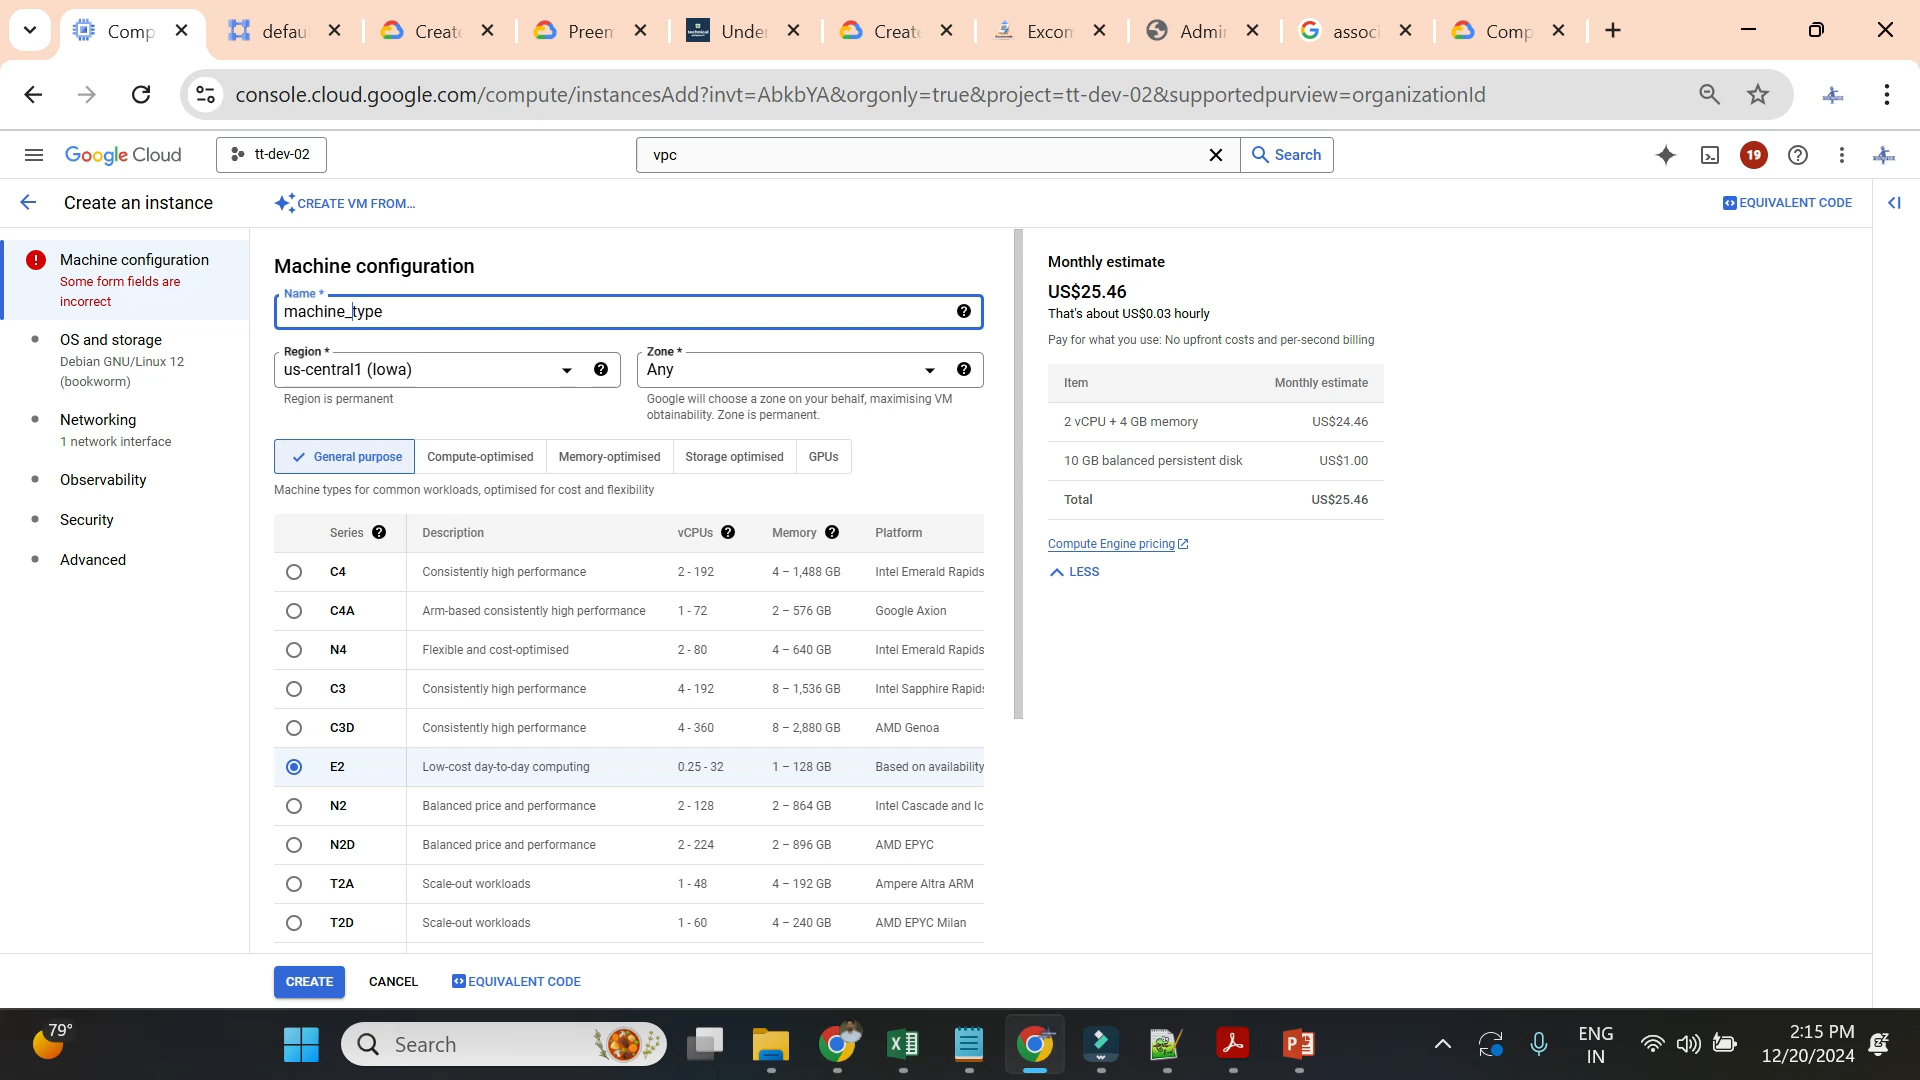 Comp
defau
Create
Preem
Under
Create
Excom
Admin
associ
Comp
console.cloud.google.com/compute/instancesAdd?invt=AbkbYA&orgonly=true&project=tt-dev-02&supportedpurview=organizationId
Google Cloud
tt-dev-02
vpc
Search
19
Create an instance
CREATE VM FROM...
EQUIVALENT CODE
Machine configuration
Some form fields are
incorrect
OS and storage
Debian GNU/Linux 12
(bookworm)
Networking
1 network interface
Observability
Security
Advanced
Machine configuration
Name *
machine_type
Region *
us-central1 (Iowa)
Region is permanent
Zone *
Any
Google will choose a zone on your behalf, maximising VM
obtainability. Zone is permanent.
General purpose
Compute-optimised
Memory-optimised
Storage optimised
GPUs
Machine types for common workloads, optimised for cost and flexibility
Series Description vCPUs Memory Platform
C4 Consistently high performance 2 - 192 4 – 1,488 GB Intel Emerald Rapids
C4A Arm-based consistently high performance 1 - 72 2 – 576 GB Google Axion
N4 Flexible and cost-optimised 2 - 80 4 – 640 GB Intel Emerald Rapids
C3 Consistently high performance 4 - 192 8 – 1,536 GB Intel Sapphire Rapids
C3D Consistently high performance 4 - 360 8 – 2,880 GB AMD Genoa
E2 Low-cost day-to-day computing 0.25 - 32 1 – 128 GB Based on availability
N2 Balanced price and performance 2 - 128 2 – 864 GB Intel Cascade and Ic
N2D Balanced price and performance 2 - 224 2 – 896 GB AMD EPYC
T2A Scale-out workloads 1 - 48 4 – 192 GB Ampere Altra ARM
T2D Scale-out workloads 1 - 60 4 – 240 GB AMD EPYC Milan
Monthly estimate
US$25.46
That's about US$0.03 hourly
Pay for what you use: No upfront costs and per-second billing
Item Monthly estimate
2 vCPU + 4 GB memory US$24.46
10 GB balanced persistent disk US$1.00
Total US$25.46
Compute Engine pricing
LESS
CREATE
CANCEL
EQUIVALENT CODE
79°
Search
ENG
IN
2:15 PM
12/20/2024